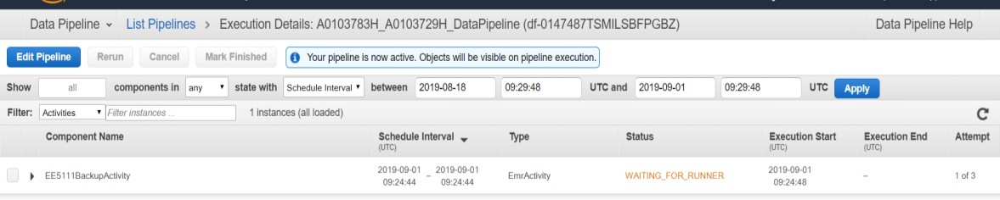 Data Pipeline List Pipelines > Execution Details: A0103783H_A0103729H_DataPipeline (df-0147487TSMILSBFPGBZ) Data Pipeline Help
Edit Pipeline Rerun Cancel Mark Finished Your pipeline is now active. Objects will be visible on pipeline execution.
Show all components in any state with Schedule Interval between 2019-08-18 09:29:48 UTC and 2019-09-01 09:29:48 UTC Apply
Filter: Activities Filter instances ... 1 instances (all loaded)
Component Name Schedule Interval Type Status Execution Start Execution End Attempt
(UTC) (UTC) (UTC)
2019-09-01 – 2019-09-01 2019-09-01
EE5111BackupActivity EmrActivity WAITING_FOR_RUNNER – 1 of 3
09:24:44 09:24:44 09:24:48